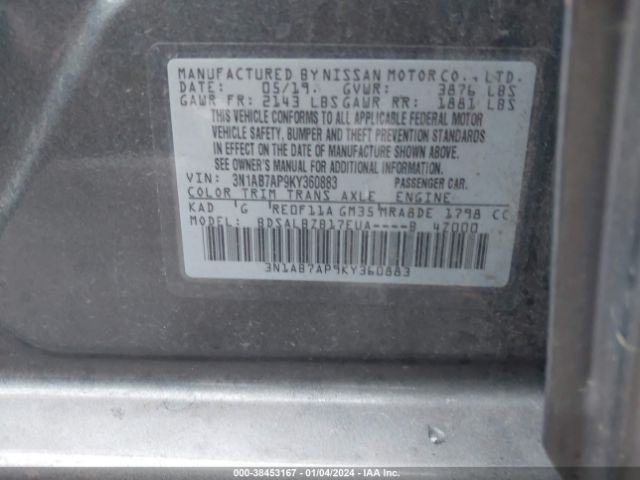 MANUFACTURED BY NISSAN MOTOR CO., LTD.
DATE: 05/19. GVWR: 3876 LBS
GAWR FR: 2143 LBS GAWR RR: 1881 LBS
THIS VEHICLE CONFORMS TO ALL APPLICABLE FEDERAL MOTOR
VEHICLE SAFETY, BUMPER AND THEFT PREVENTION STANDARDS
IN EFFECT ON THE DATE OF MANUFACTURE SHOWN ABOVE.
SEE OWNER'S MANUAL FOR ADDITIONAL INFORMATION.
VIN: 3N1AB7AP9KY360883 PASSENGER CAR.
COLOR TRIM TRANS AXLE ENGINE
KAD G RE0F11A GM35 MRA8DE 1798 CC
MODEL: BDSALBZB17EUA----B 4Z000
3N1AB7AP9KY360883
000-38453167 - 01/04/2024 - IAA Inc.